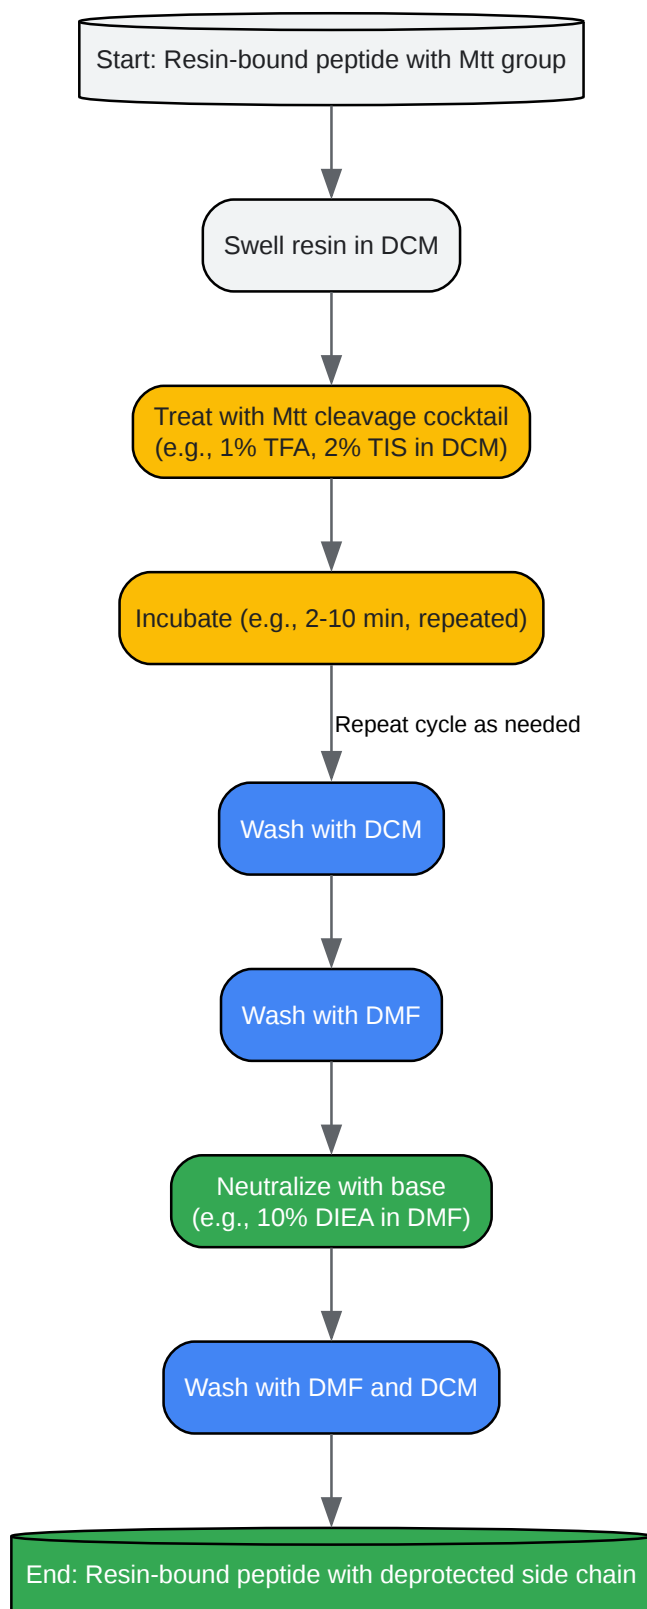 Start: Resin-bound peptide with Mtt group
Swell resin in DCM
Treat with Mtt cleavage cocktail
(e.g., 1% TFA, 2% TIS in DCM)
Incubate (e.g., 2-10 min, repeated)
Repeat cycle as needed
Wash with DCM
Wash with DMF
Neutralize with base
(e.g., 10% DIEA in DMF)
Wash with DMF and DCM
End: Resin-bound peptide with deprotected side chain